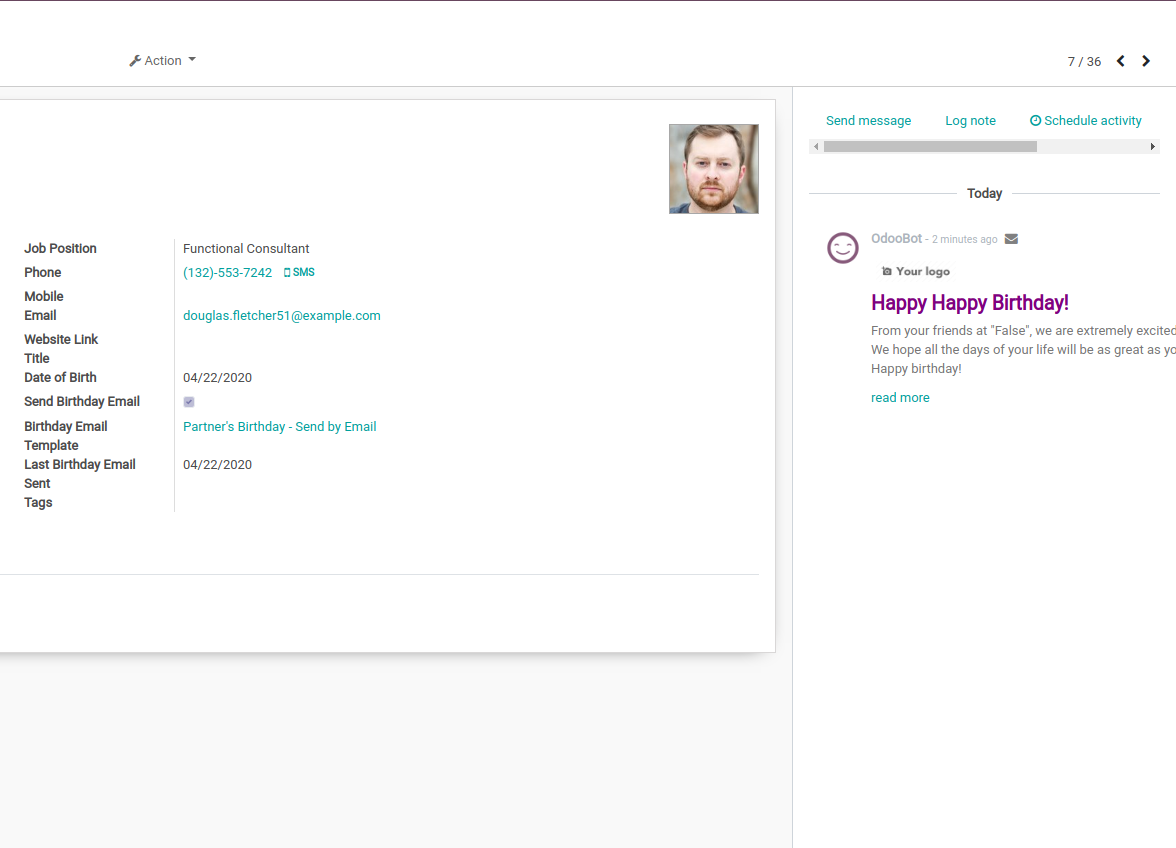 Action
7 / 36
Send message Log note Schedule activity
Today
OdooBot - 2 minutes ago
Your logo
Happy Happy Birthday!
From your friends at "False", we are extremely excited
We hope all the days of your life will be as great as yo
Happy birthday!
read more
Job Position Functional Consultant
Phone (132)-553-7242 SMS
Mobile
Email douglas.fletcher51@example.com
Website Link
Title
Date of Birth 04/22/2020
Send Birthday Email
Birthday Email Partner's Birthday - Send by Email
Template
Last Birthday Email 04/22/2020
Sent
Tags